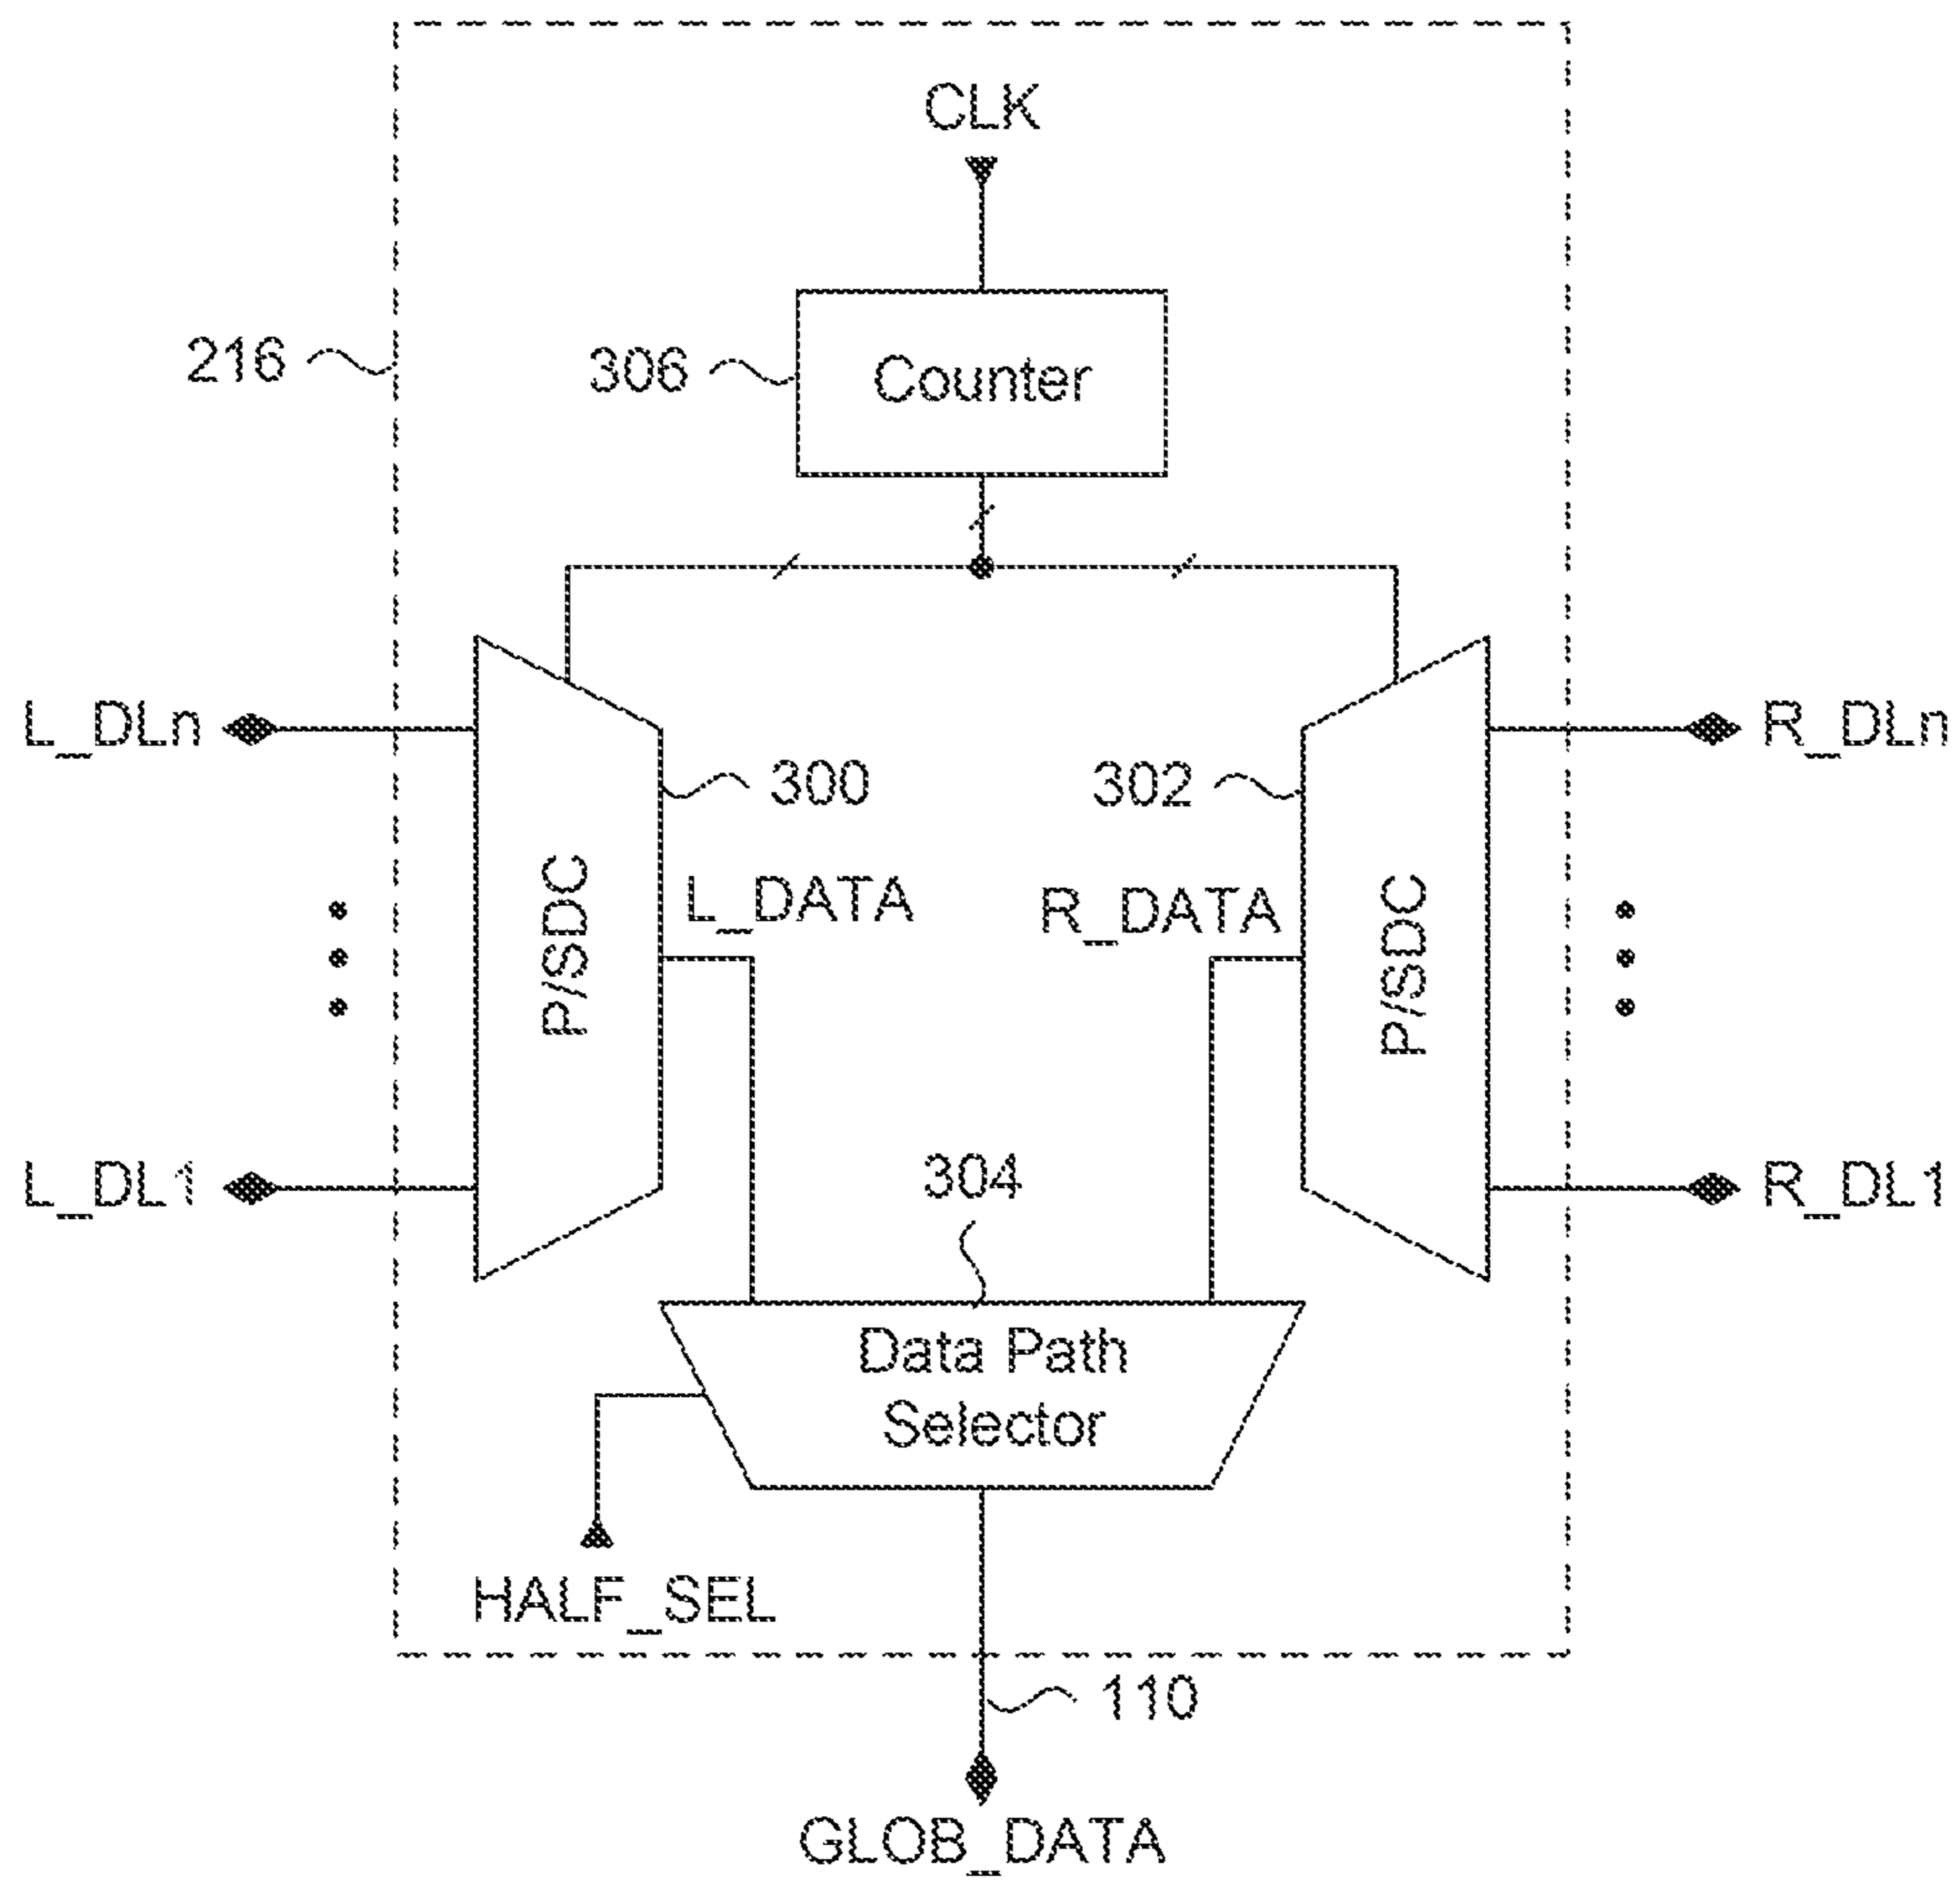 CLK
216
306
Counter
L_DLn
R_DLn
300
302
P/SDC
L_DATA
R_DATA
P/SDC
304
L_DL1
R_DL1
Data Path
Selector
HALF_SEL
110
GLOB_DATA